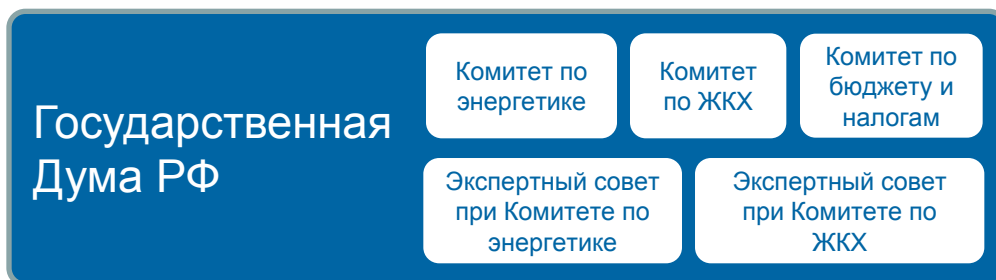 Государственная
Дума РФ
Комитет по
энергетике
Комитет
по ЖКХ
Комитет по
бюджету и
налогам
Экспертный совет
при Комитете по
энергетике
Экспертный совет
при Комитете по
ЖКХ